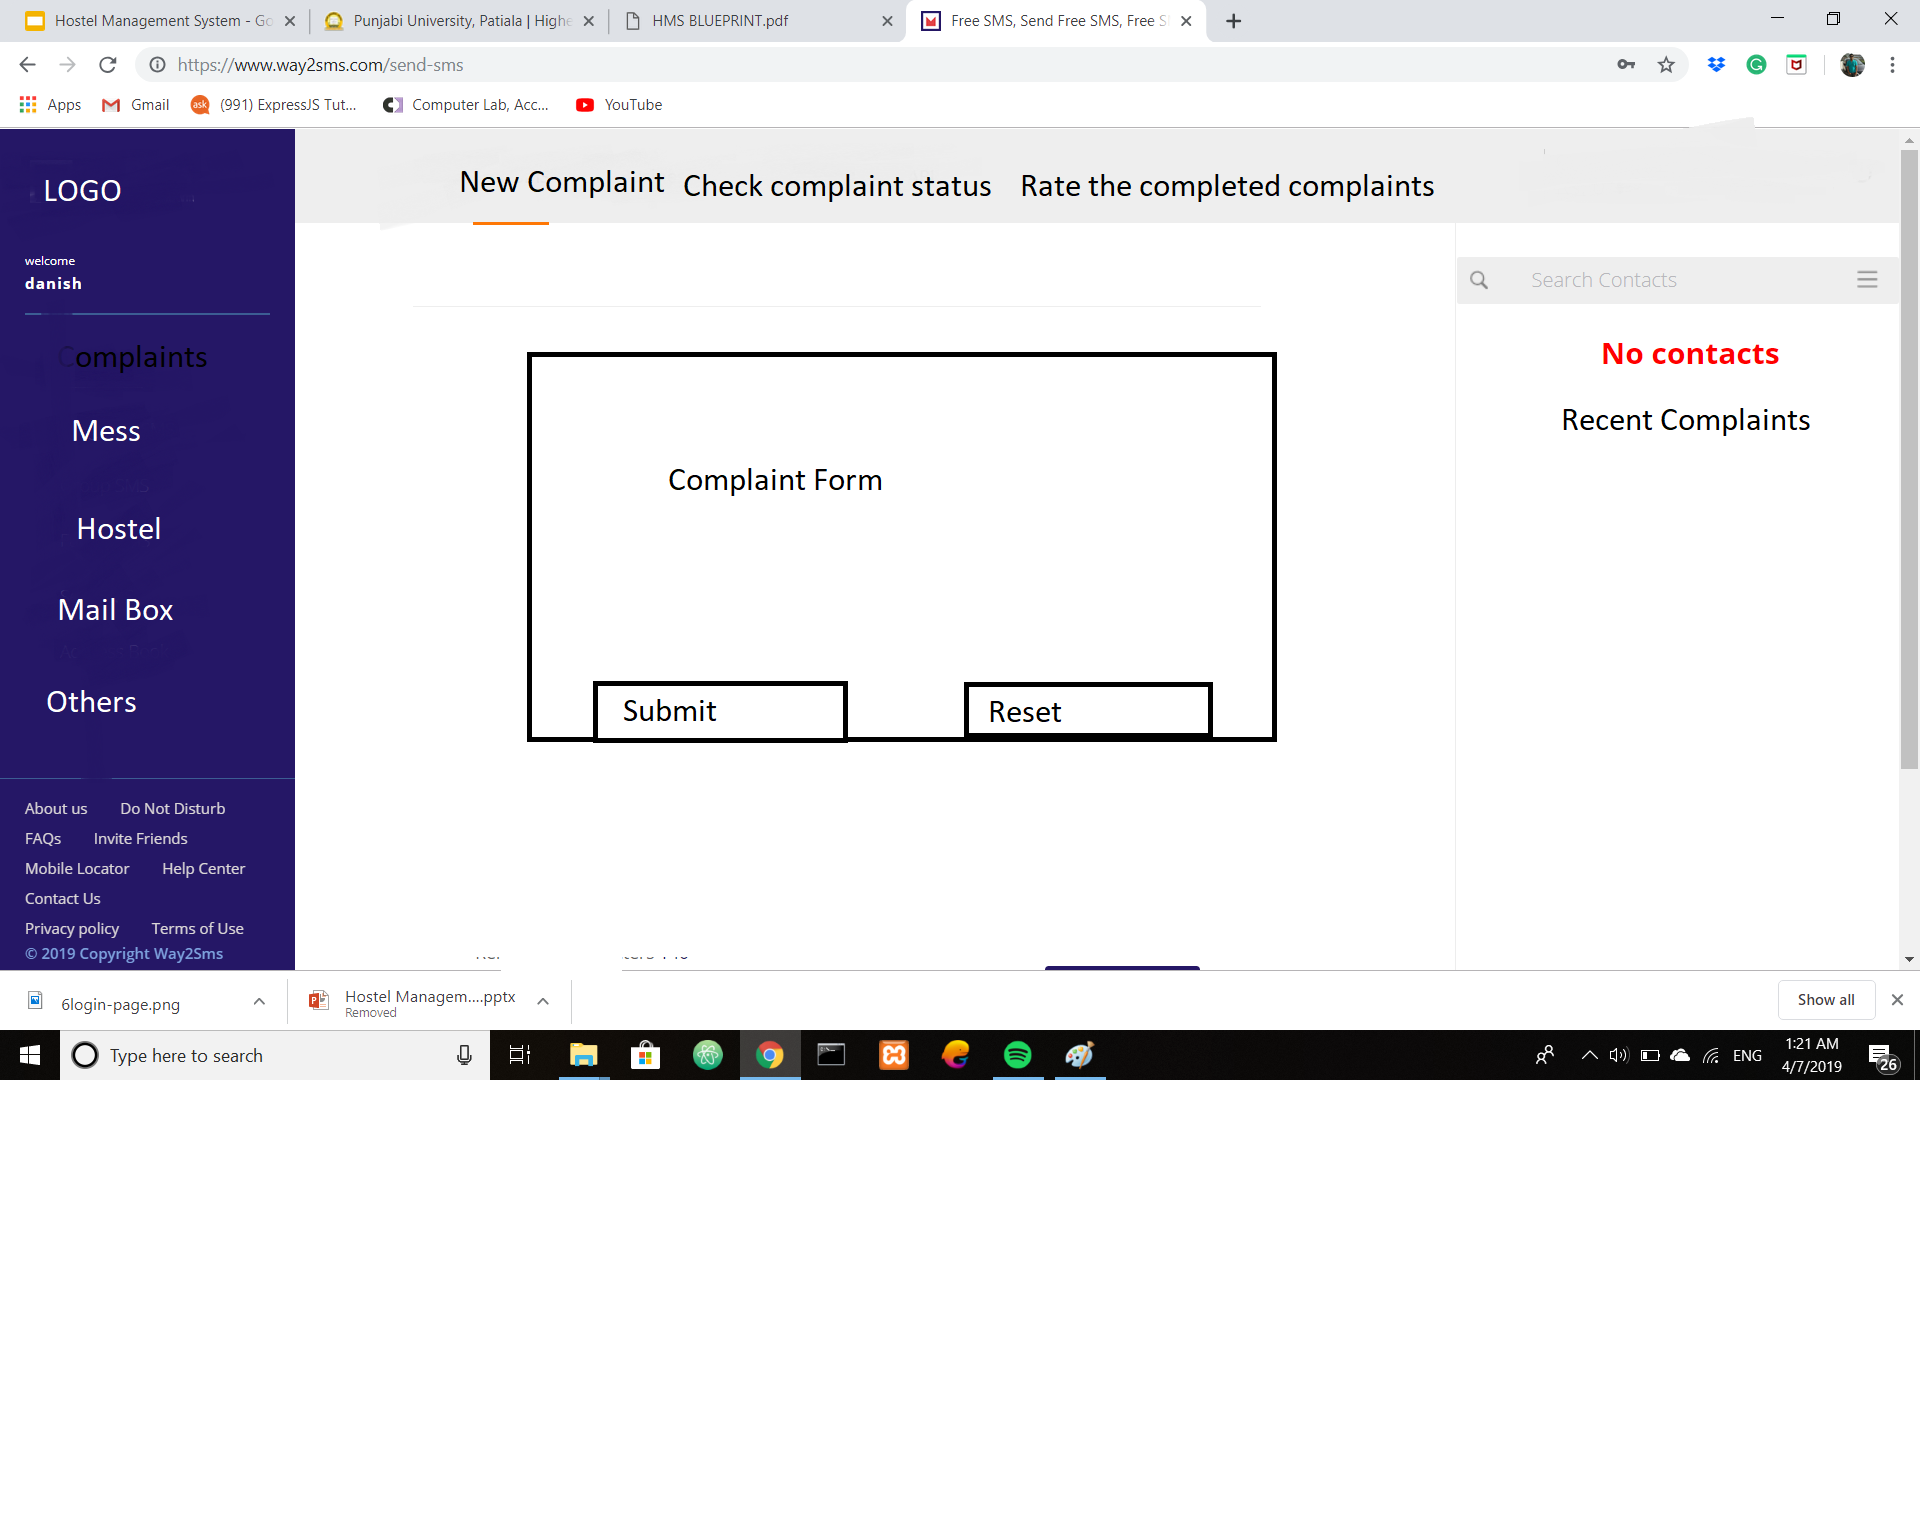 Hostel Management System - Go
Punjabi University, Patiala | Highe
HMS BLUEPRINT.pdf
Free SMS, Send Free SMS, Free S
https://www.way2sms.com/send-sms
Apps
Gmail
ask
(991) ExpressJS Tut...
Computer Lab, Acc...
YouTube
LOGO
New Complaint
Check complaint status
Rate the completed complaints
welcome
danish
Complaints
Mess
Hostel
Mail Box
Others
Search Contacts
No contacts
Recent Complaints
Complaint Form
Submit
Reset
About us
Do Not Disturb
FAQs
Invite Friends
Mobile Locator
Help Center
Contact Us
Privacy policy
Terms of Use
© 2019 Copyright Way2Sms
6login-page.png
Hostel Managem....pptx
Removed
Show all
Type here to search
ENG
1:21 AM
4/7/2019
26